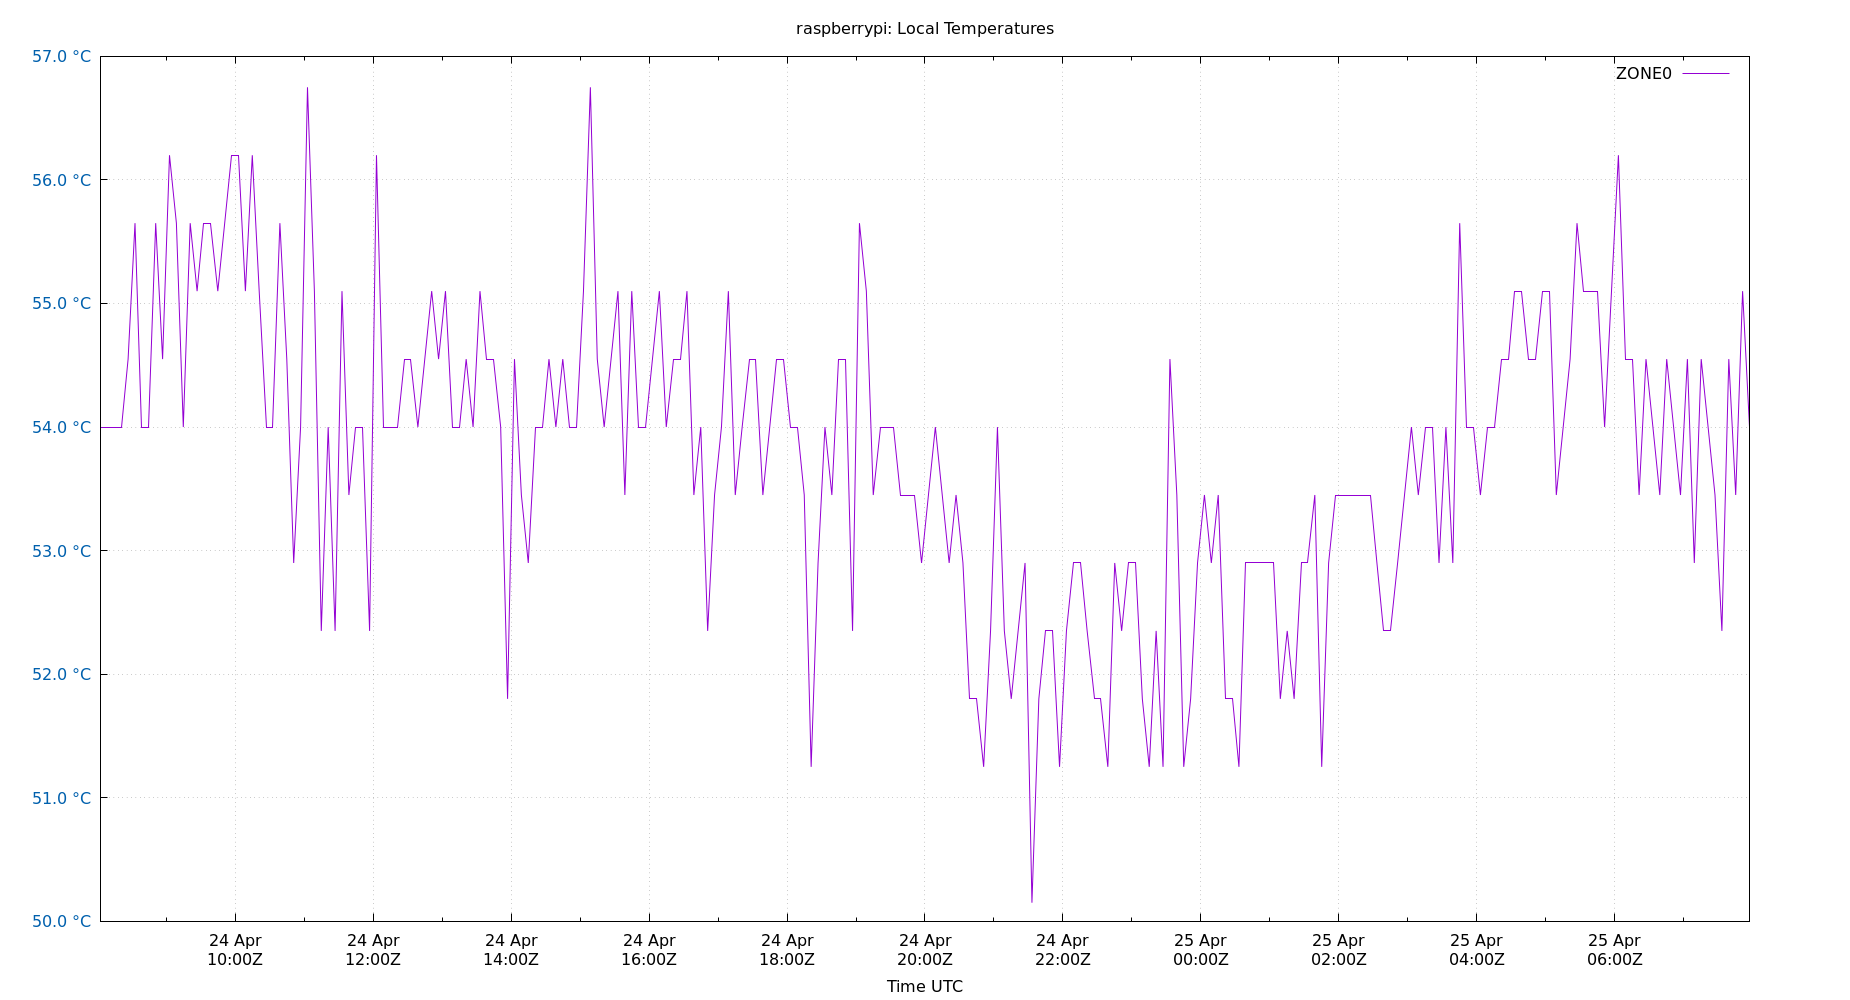 raspberrypi: Local Temperatures
57.0 °C
ZONE0
56.0 °C
55.0 °C
54.0 °C
53.0 °C
52.0 °C
51.0 °C
50.0 °C
24 Apr 24 Apr 24 Apr 24 Apr 24 Apr 24 Apr 24 Apr 25 Apr 25 Apr 25 Apr 25 Apr
10:00Z 12:00Z 14:00Z 16:00Z 18:00Z 20:00Z 22:00Z 00:00Z 02:00Z 04:00Z 06:00Z
Time UTC